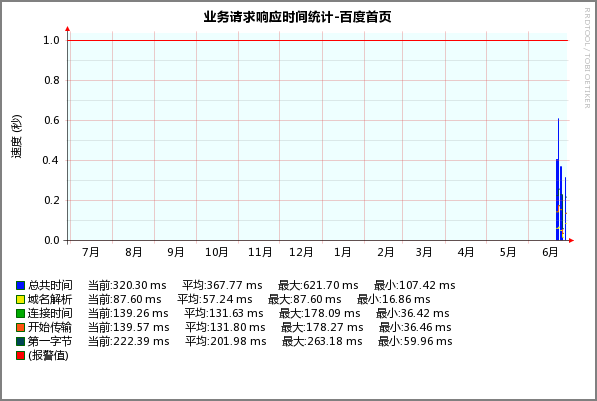 业务请求响应时间统计-百度首页
RRDTOOL / TOBI OETIKER
速度 (秒)
1.0
0.8
0.6
0.4
0.2
0.0
7月 8月 9月 10月 11月 12月 1月 2月 3月 4月 5月 6月
总共时间 当前:320.30 ms 平均:367.77 ms 最大:621.70 ms 最小:107.42 ms
域名解析 当前:87.60 ms 平均:57.24 ms 最大:87.60 ms 最小:16.86 ms
连接时间 当前:139.26 ms 平均:131.63 ms 最大:178.09 ms 最小:36.42 ms
开始传输 当前:139.57 ms 平均:131.80 ms 最大:178.27 ms 最小:36.46 ms
第一字节 当前:222.39 ms 平均:201.98 ms 最大:263.18 ms 最小:59.96 ms
(报警值)